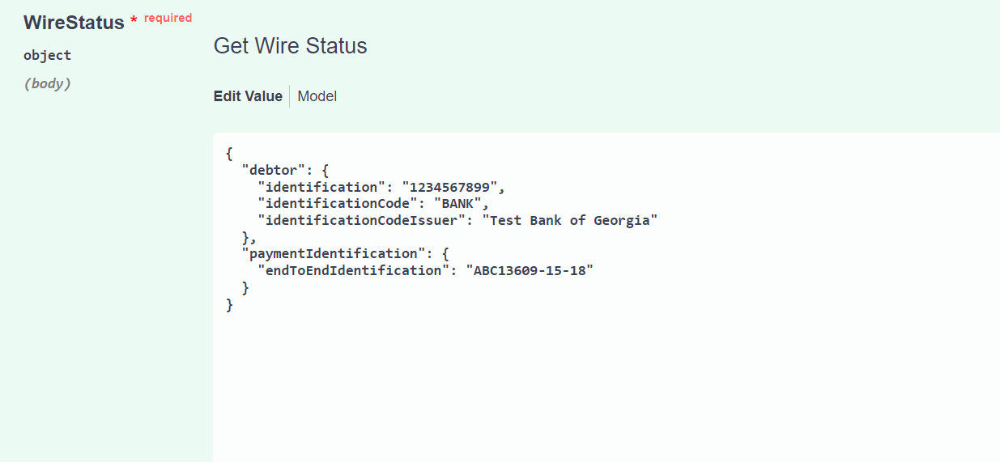 WireStatus * required
object
(body)
Get Wire Status
Edit Value
Model
{
  "debtor": {
    "identification": "1234567899",
    "identificationCode": "BANK",
    "identificationCodeIssuer": "Test Bank of Georgia"
  },
  "paymentIdentification": {
    "endToEndIdentification": "ABC13609-15-18"
  }
}